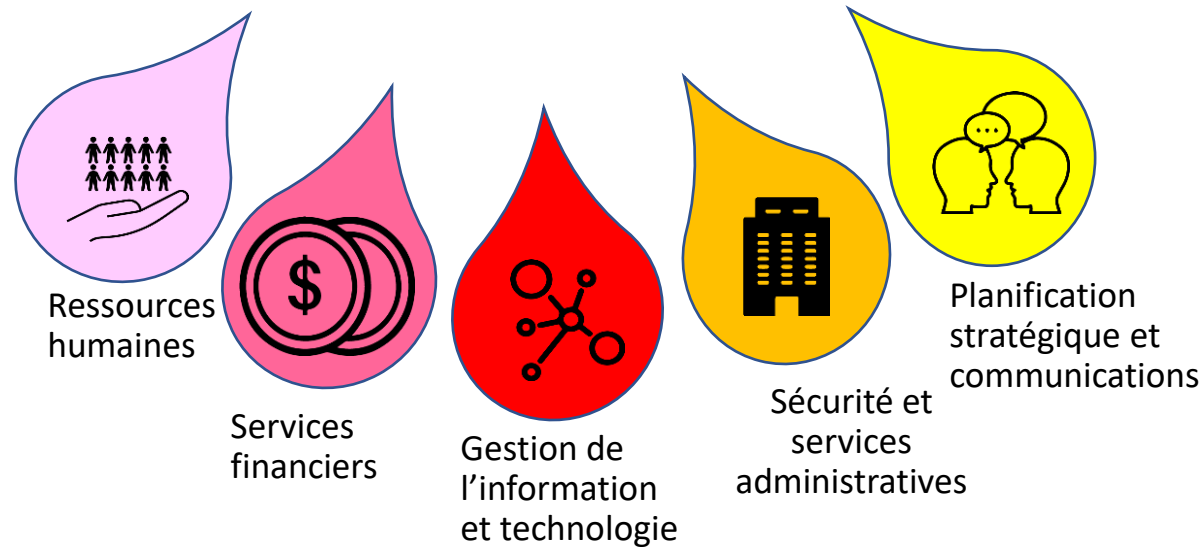 Ressources
humaines
$
Services
financiers
Gestion de
l’information
et technologie
Sécurité et
services
administratives
Planification
stratégique et
communications